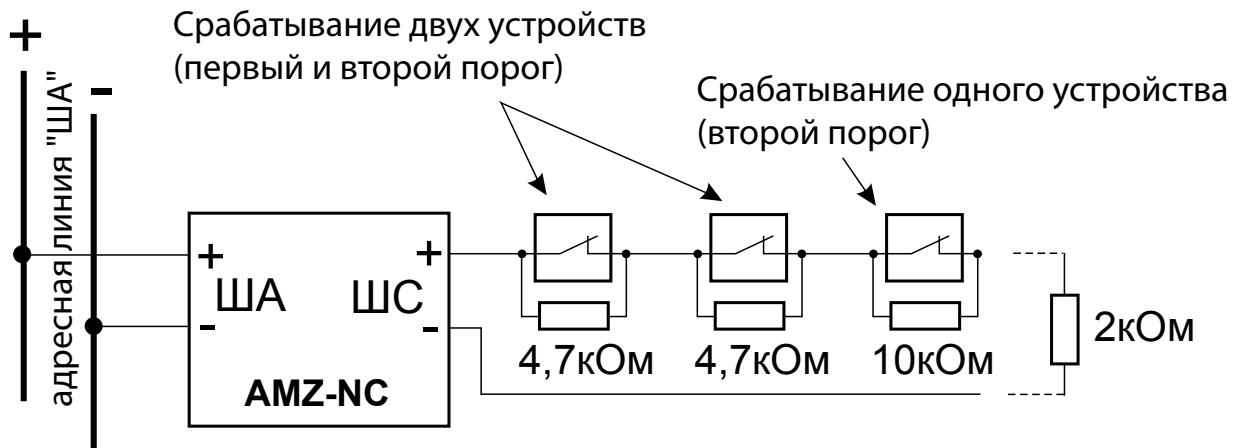 Срабатывание двух устройств
(первый и второй порог)
Срабатывание одного устройства
(второй порог)
+
-
адресная линия "ША"
+
ША
-
+
ШС
-
AMZ-NC
4,7кОм
4,7кОм
10кОм
2кОм